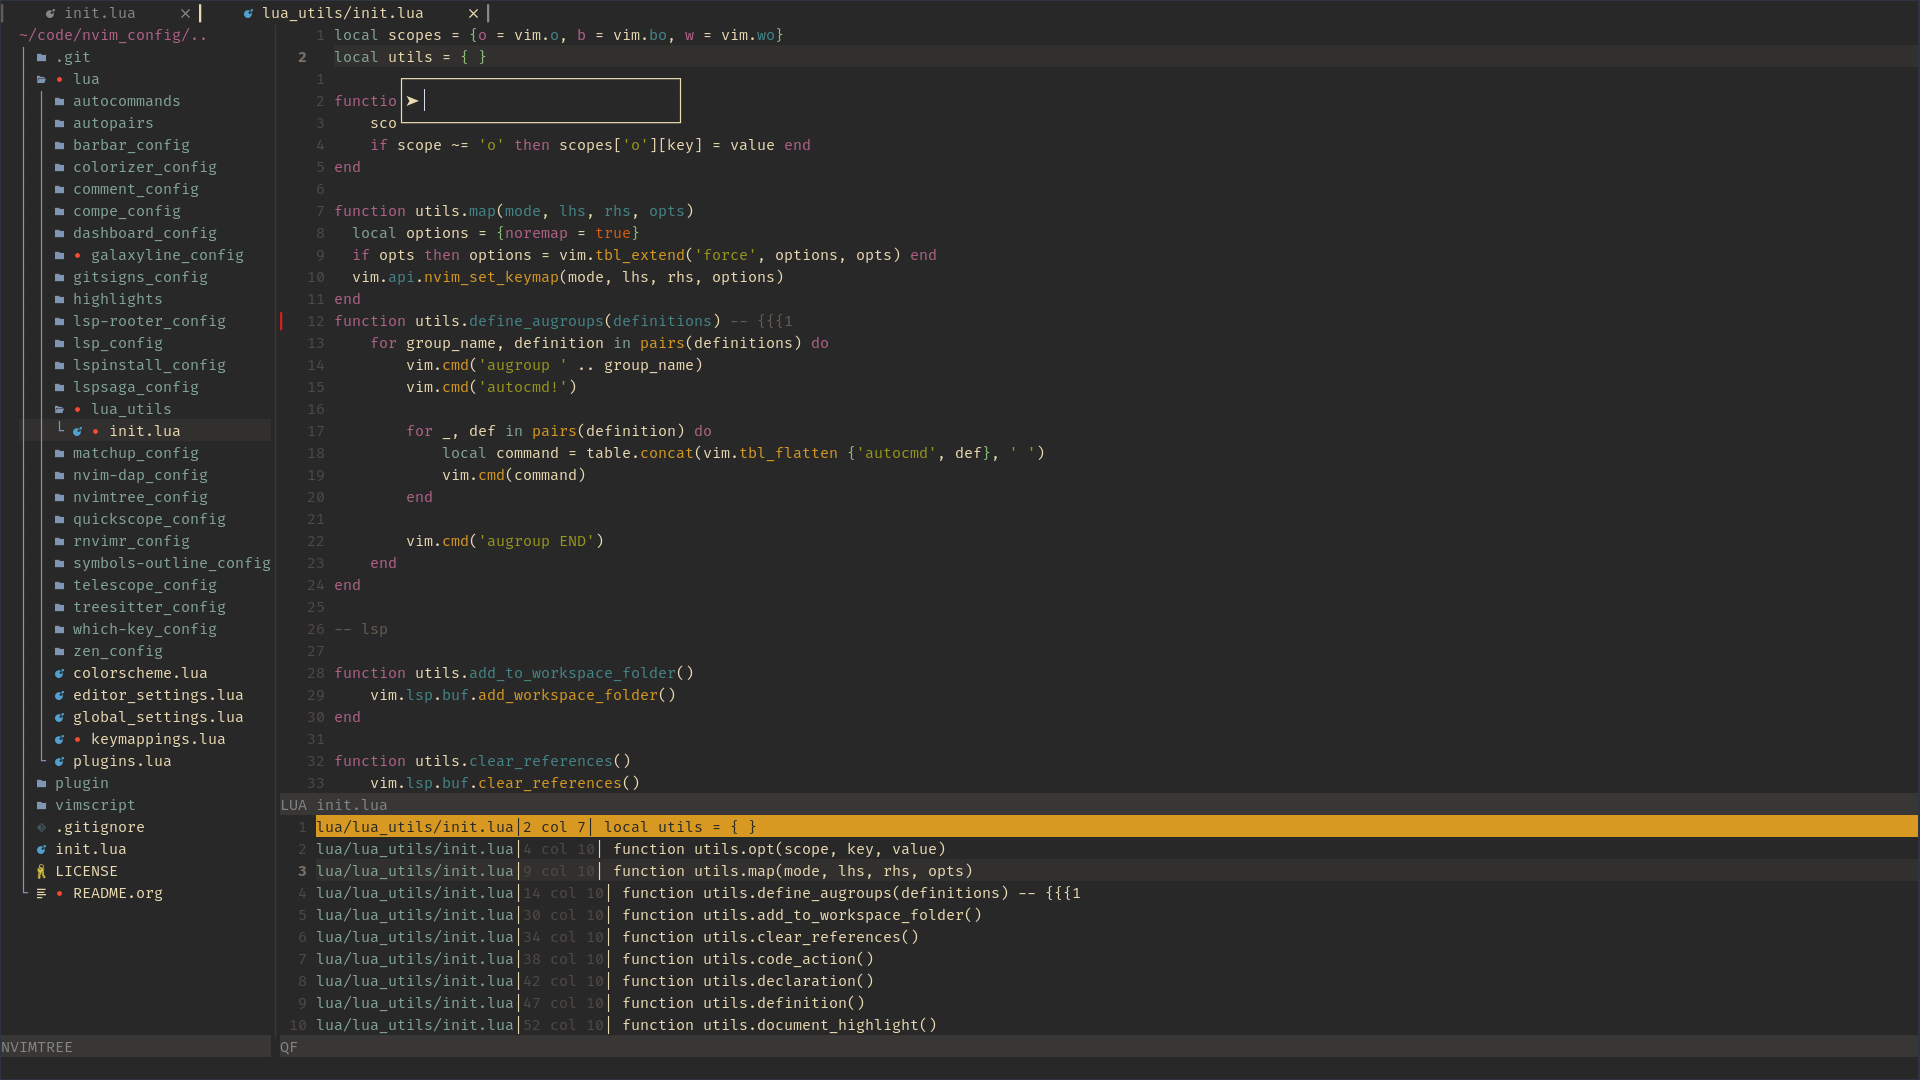 init.lua × lua_utils/init.lua ×
~/code/nvim_config/..
.git
lua
autocommands
autopairs
barbar_config
colorizer_config
comment_config
compe_config
dashboard_config
galaxyline_config
gitsigns_config
highlights
lsp-rooter_config
lsp_config
lspinstall_config
lspsaga_config
lua_utils
init.lua
matchup_config
nvim-dap_config
nvimtree_config
quickscope_config
rnvimr_config
symbols-outline_config
telescope_config
treesitter_config
which-key_config
zen_config
colorscheme.lua
editor_settings.lua
global_settings.lua
keymappings.lua
plugins.lua
plugin
vimscript
.gitignore
init.lua
LICENSE
README.org
NVIMTREE
1 local scopes = {o = vim.o, b = vim.bo, w = vim.wo}
2 local utils = { }
1
2 functio ➤
3 sco
4 if scope ~= 'o' then scopes['o'][key] = value end
5 end
6
7 function utils.map(mode, lhs, rhs, opts)
8 local options = {noremap = true}
9 if opts then options = vim.tbl_extend('force', options, opts) end
10 vim.api.nvim_set_keymap(mode, lhs, rhs, options)
11 end
12 function utils.define_augroups(definitions) -- {{{1
13 for group_name, definition in pairs(definitions) do
14 vim.cmd('augroup ' .. group_name)
15 vim.cmd('autocmd!')
16
17 for _, def in pairs(definition) do
18 local command = table.concat(vim.tbl_flatten {'autocmd', def}, ' ')
19 vim.cmd(command)
20 end
21
22 vim.cmd('augroup END')
23 end
24 end
25
26 -- lsp
27
28 function utils.add_to_workspace_folder()
29 vim.lsp.buf.add_workspace_folder()
30 end
31
32 function utils.clear_references()
33 vim.lsp.buf.clear_references()
LUA init.lua
1 lua/lua_utils/init.lua|2 col 7| local utils = { }
2 lua/lua_utils/init.lua|4 col 10| function utils.opt(scope, key, value)
3 lua/lua_utils/init.lua|9 col 10| function utils.map(mode, lhs, rhs, opts)
4 lua/lua_utils/init.lua|14 col 10| function utils.define_augroups(definitions) -- {{{1
5 lua/lua_utils/init.lua|30 col 10| function utils.add_to_workspace_folder()
6 lua/lua_utils/init.lua|34 col 10| function utils.clear_references()
7 lua/lua_utils/init.lua|38 col 10| function utils.code_action()
8 lua/lua_utils/init.lua|42 col 10| function utils.declaration()
9 lua/lua_utils/init.lua|47 col 10| function utils.definition()
10 lua/lua_utils/init.lua|52 col 10| function utils.document_highlight()
QF